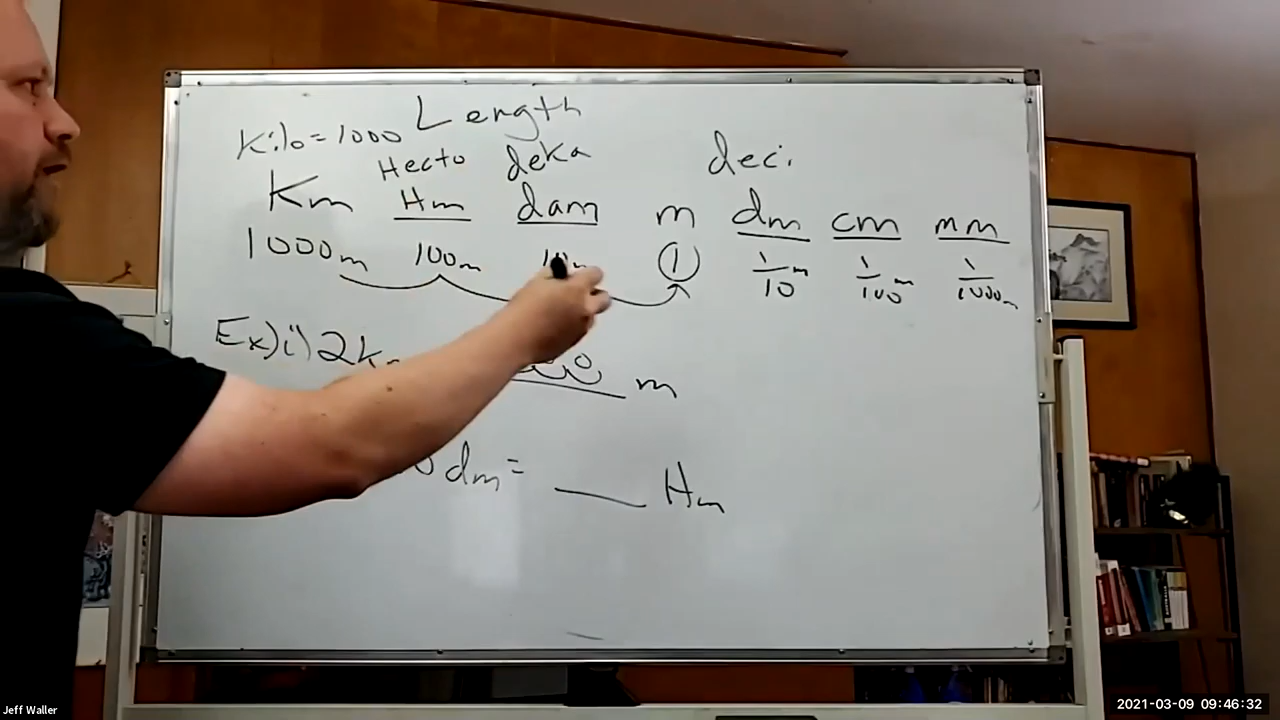 Length
Kilo=1000 Hecto deka deci
Km Hm dam m dm cm mm
1000m 100m 10m 1 1/10 m 1/100 m 1/1000 m
Ex) i) 2k m
dm = ___ Hm
Jeff Waller
2021-03-09 09:46:32